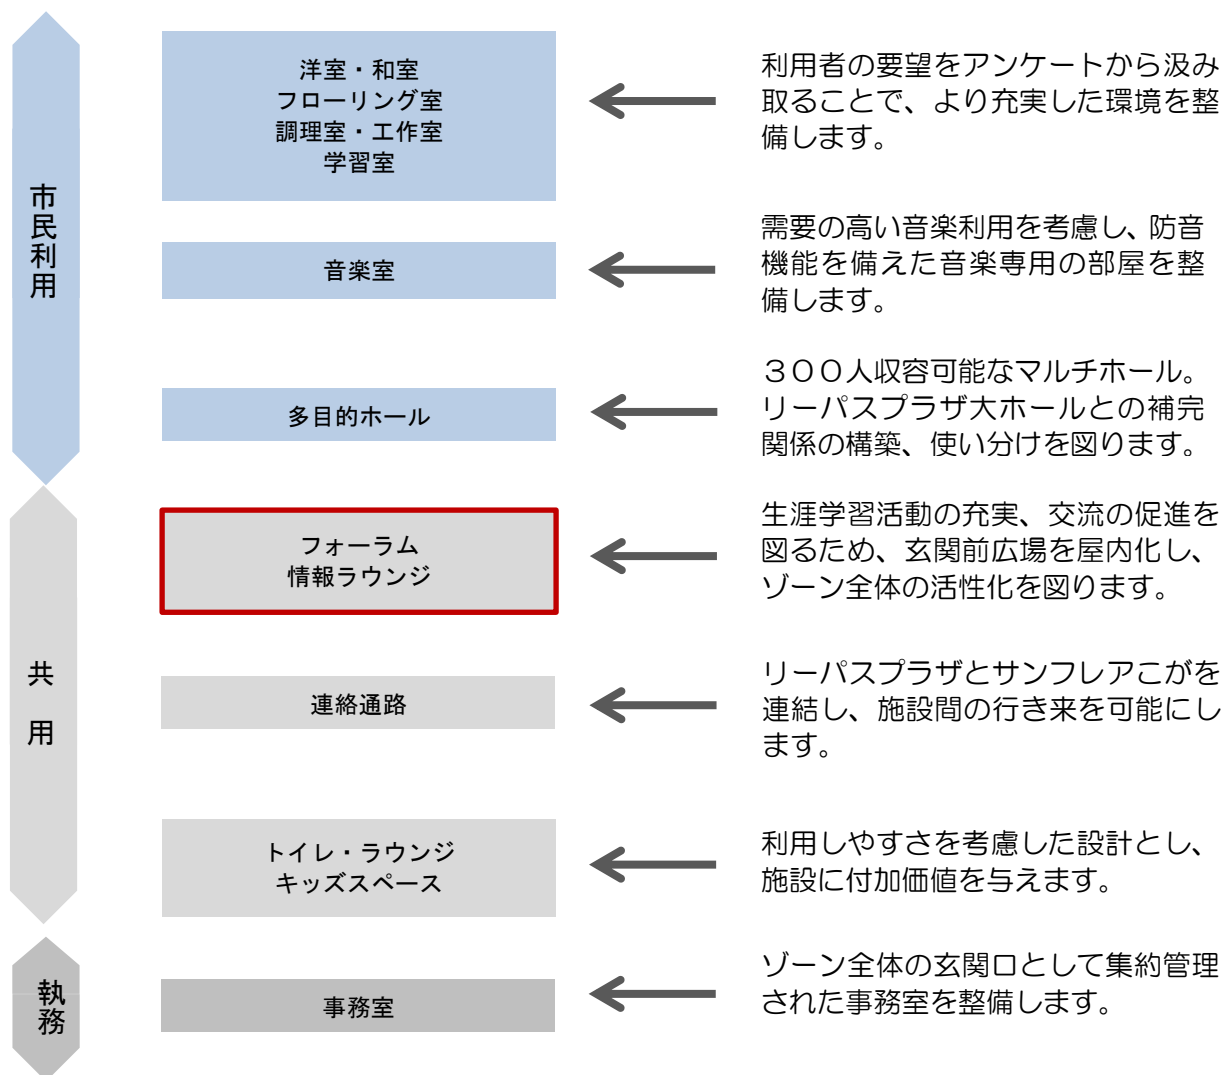 市民利用
洋室・和室
フローリング室
調理室・工作室
学習室
利用者の要望をアンケートから汲み
取ることで、より充実した環境を整
備します。
音楽室
需要の高い音楽利用を考慮し、防音
機能を備えた音楽専用の部屋を整
備します。
多目的ホール
３００人収容可能なマルチホール。
リーパスプラザ大ホールとの補完
関係の構築、使い分けを図ります。
共用
フォーラム
情報ラウンジ
生涯学習活動の充実、交流の促進を
図るため、玄関前広場を屋内化し、
ゾーン全体の活性化を図ります。
連絡通路
リーパスプラザとサンフレアこがを
連結し、施設間の行き来を可能にし
ます。
トイレ・ラウンジ
キッズスペース
利用しやすさを考慮した設計とし、
施設に付加価値を与えます。
執務
事務室
ゾーン全体の玄関口として集約管理
された事務室を整備します。